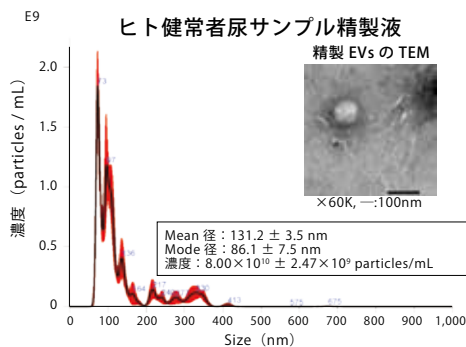 E9
ヒト健常者尿サンプル精製液
精製 EVs の TEM
×60K, —:100nm
濃度 (particles / mL)
2.0
1.5
1.0
0.5
0
Mean 径：131.2 ± 3.5 nm
Mode 径：86.1 ± 7.5 nm
濃度：8.00×10¹⁰ ± 2.47×10⁹ particles/mL
413
575
675
0 100 200 300 400 500 600 700 800 900 1,000
Size（nm）